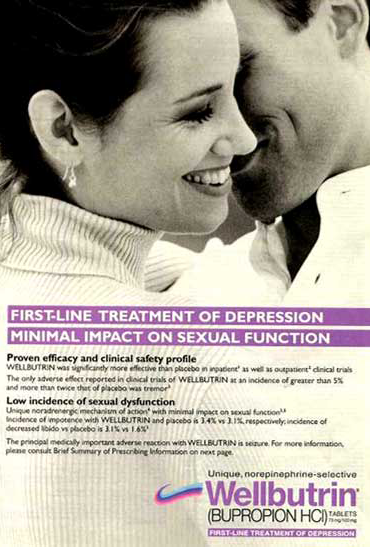 FIRST-LINE TREATMENT OF DEPRESSION
MINIMAL IMPACT ON SEXUAL FUNCTION
Proven efficacy and clinical safety profile
WELLBUTRIN was significantly more effective than placebo in inpatient¹ as well as outpatient² clinical trials
The only adverse effect reported in clinical trials of WELLBUTRIN at an incidence of greater than 5%
and more than twice that of placebo was tremor³
Low incidence of sexual dysfunction
Unique noradrenergic mechanism of action⁴ with minimal impact on sexual function
Incidence of impotence with WELLBUTRIN and placebo is 3.4% vs 3.1%, respectively; incidence of
decreased libido vs placebo is 3.1% vs 1.6%
The principal medically important adverse reaction with WELLBUTRIN is seizure. For more information,
please consult Brief Summary of Prescribing Information on next page.
Unique, norepinephrine-selective
Wellbutrin
(BUPROPION HCl) TABLETS
FIRST-LINE TREATMENT OF DEPRESSION